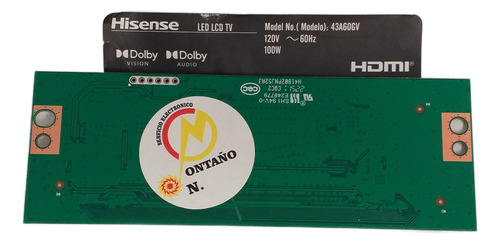 Hisense LED LCD TV
Model No.( Modelo): 43A60GV
120V ～ 60Hz
100W
Dolby VISION
Dolby AUDIO
HDMI
SERVICIO ELECTRONICO
ONTAÑO
N.
E248779